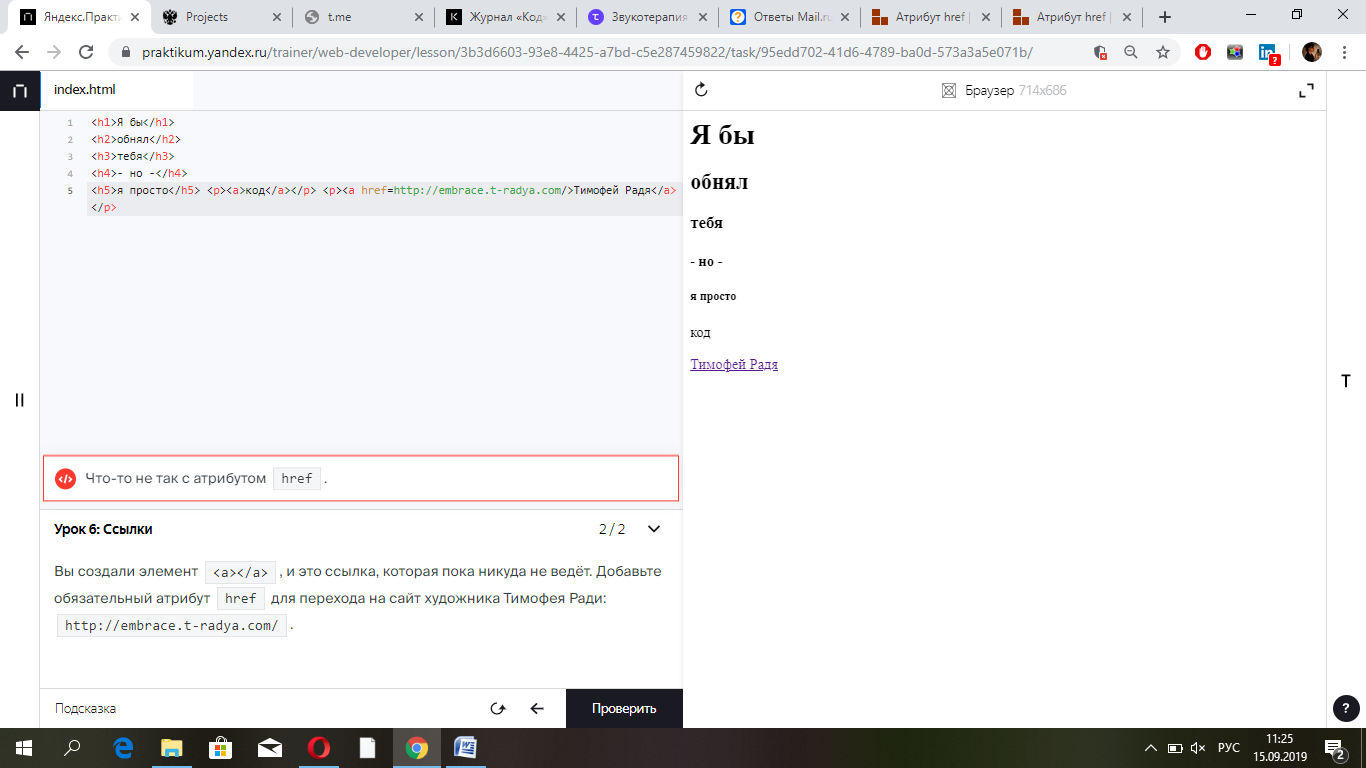 Яндекс.Практи
Projects
t.me
Журнал «Код»
Звукотерапия
Ответы Mail.ru
Атрибут href |
Атрибут href |
praktikum.yandex.ru/trainer/web-developer/lesson/3b3d6603-93e8-4425-a7bd-c5e287459822/task/95edd702-41d6-4789-ba0d-573a3a5e071b/
index.html
Браузер 714x686
1 <h1>Я бы</h1>
2 <h2>обнял</h2>
3 <h3>тебя</h3>
4 <h4>- но -</h4>
5 <h5>я просто</h5> <p><a>код</a></p> <p><a href=http://embrace.t-radya.com/>Тимофей Радя</a>
</p>
Я бы
обнял
тебя
- но -
я просто
код
Тимофей Радя
T
Что-то не так с атрибутом href .
Урок 6: Ссылки 2 / 2
Вы создали элемент <a></a> , и это ссылка, которая пока никуда не ведёт. Добавьте
обязательный атрибут href для перехода на сайт художника Тимофея Ради:
http://embrace.t-radya.com/ .
Подсказка
Проверить
?
РУС
11:25
15.09.2019
2